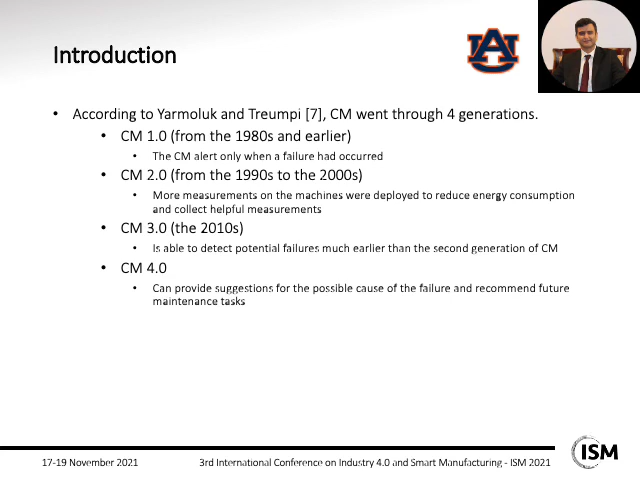 Introduction
AU
• According to Yarmoluk and Treumpi [7], CM went through 4 generations.
• CM 1.0 (from the 1980s and earlier)
• The CM alert only when a failure had occurred
• CM 2.0 (from the 1990s to the 2000s)
• More measurements on the machines were deployed to reduce energy consumption
and collect helpful measurements
• CM 3.0 (the 2010s)
• Is able to detect potential failures much earlier than the second generation of CM
• CM 4.0
• Can provide suggestions for the possible cause of the failure and recommend future
maintenance tasks
17-19 November 2021
3rd International Conference on Industry 4.0 and Smart Manufacturing - ISM 2021
ISM